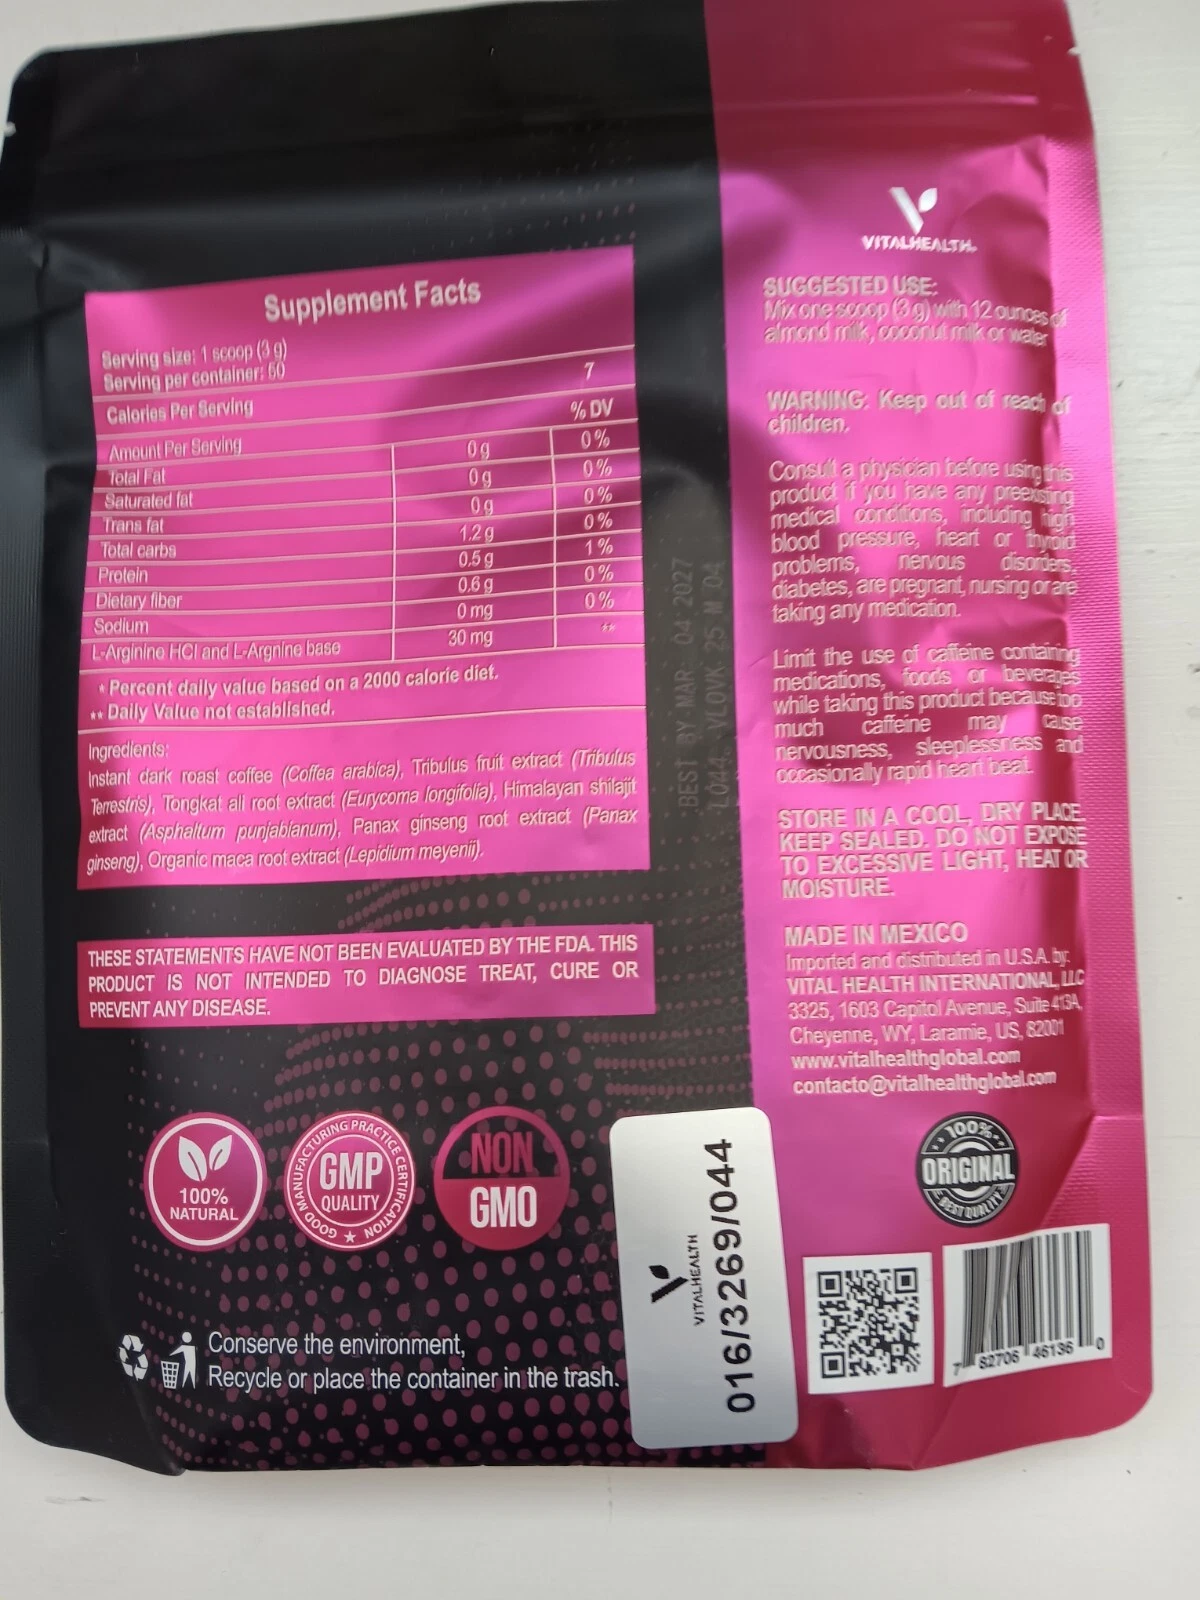 Supplement Facts
Serving size: 1 scoop (3 g)
Serving per container: 60
Calories Per Serving 7
% DV
Amount Per Serving 0 g 0 %
Total Fat 0 g 0 %
Saturated fat 0 g 0 %
Trans fat 1.2 g 0 %
Total carbs 0.5 g 1 %
Protein 0.6 g 0 %
Dietary fiber 0 mg 0 %
Sodium 30 mg **
L-Arginine HCl and L-Argnine base
* Percent daily value based on a 2000 calorie diet.
** Daily Value not established.
Ingredients:
Instant dark roast coffee (Coffea arabica), Tribulus fruit extract (Tribulus
Terrestris), Tongkat ali root extract (Eurycoma longifolia), Himalayan shilajit
extract (Asphaltum punjabianum), Panax ginseng root extract (Panax
ginseng), Organic maca root extract (Lepidium meyenii).
THESE STATEMENTS HAVE NOT BEEN EVALUATED BY THE FDA. THIS
PRODUCT IS NOT INTENDED TO DIAGNOSE TREAT, CURE OR
PREVENT ANY DISEASE.
100%
NATURAL
GOOD MANUFACTURING PRACTICE CERTIFICATION
GMP
QUALITY
NON
GMO
Conserve the environment,
Recycle or place the container in the trash.
BEST BY MAR 04 2027
L044 VLOVK 25 M 04
VITALHEALTH
016/3269/044
VITALHEALTH
SUGGESTED USE:
Mix one scoop (3 g) with 12 ounces of
almond milk, coconut milk or water
WARNING: Keep out of reach of
children.
Consult a physician before using this
product if you have any preexisting
medical conditions, including high
blood pressure, heart or thyroid
problems, nervous disorders,
diabetes, are pregnant, nursing or are
taking any medication.
Limit the use of caffeine containing
medications, foods or beverages
while taking this product because too
much caffeine may cause
nervousness, sleeplessness and
occasionally rapid heart beat.
STORE IN A COOL, DRY PLACE.
KEEP SEALED. DO NOT EXPOSE
TO EXCESSIVE LIGHT, HEAT OR
MOISTURE.
MADE IN MEXICO
Imported and distributed in U.S.A. by:
VITAL HEALTH INTERNATIONAL, LLC
3325, 1603 Capitol Avenue, Suite 413A,
Cheyenne, WY, Laramie, US, 82001
www.vitalhealthglobal.com
contacto@vitalhealthglobal.com
100%
ORIGINAL
BEST QUALITY
7 82706 46136 0